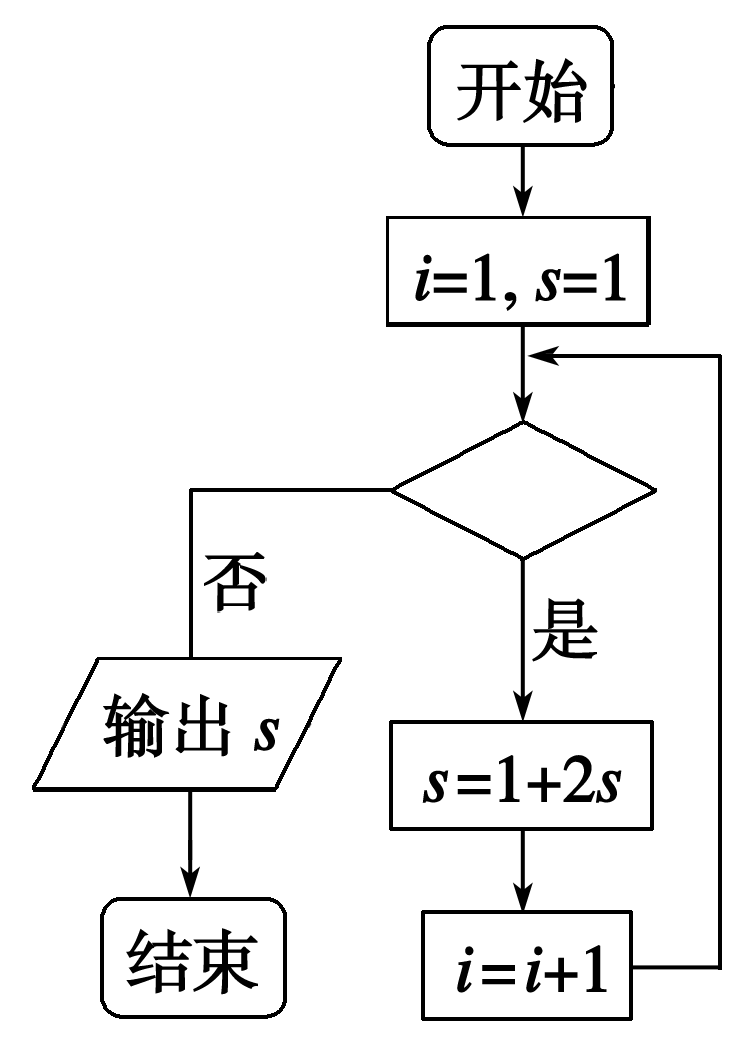 开始
i=1, s=1
否
是
输出 s
s=1+2s
结束
i=i+1